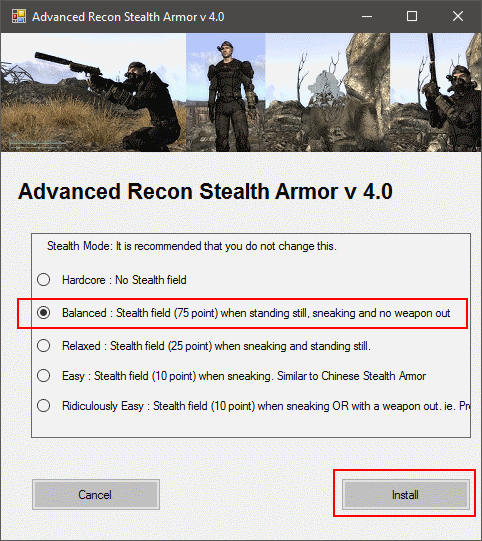 Advanced Recon Stealth Armor v 4.0
Advanced Recon Stealth Armor v 4.0
Stealth Mode: It is recommended that you do not change this.
Hardcore : No Stealth field
Balanced : Stealth field (75 point) when standing still, sneaking and no weapon out
Relaxed : Stealth field (25 point) when sneaking and standing still.
Easy : Stealth field (10 point) when sneaking. Similar to Chinese Stealth Armor
Ridiculously Easy : Stealth field (10 point) when sneaking OR with a weapon out. ie. Pre
Cancel Install